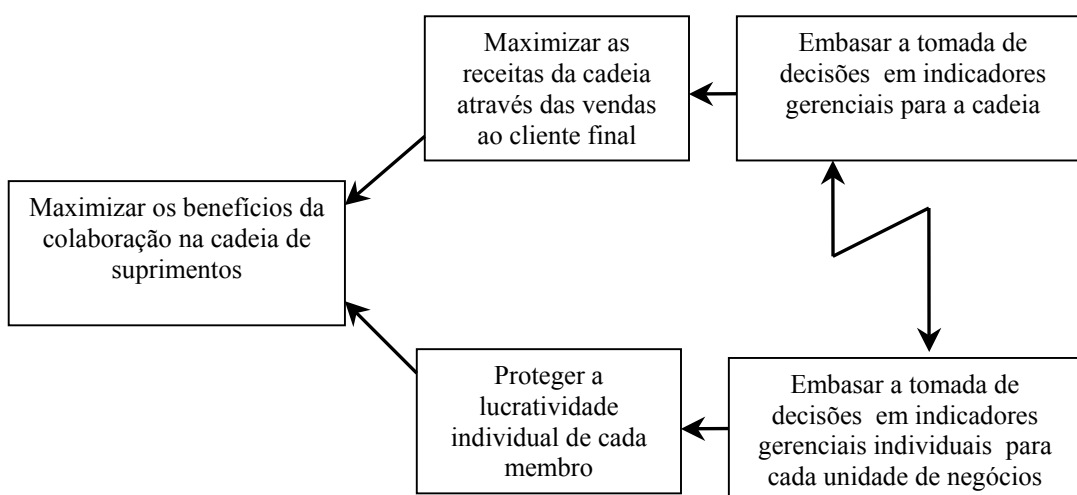 Maximizar as
receitas da cadeia
através das vendas
ao cliente final
Embasar a tomada de
decisões em indicadores
gerenciais para a cadeia
Maximizar os benefícios da
colaboração na cadeia de
suprimentos
Proteger a
lucratividade
individual de cada
membro
Embasar a tomada de
decisões em indicadores
gerenciais individuais para
cada unidade de negócios